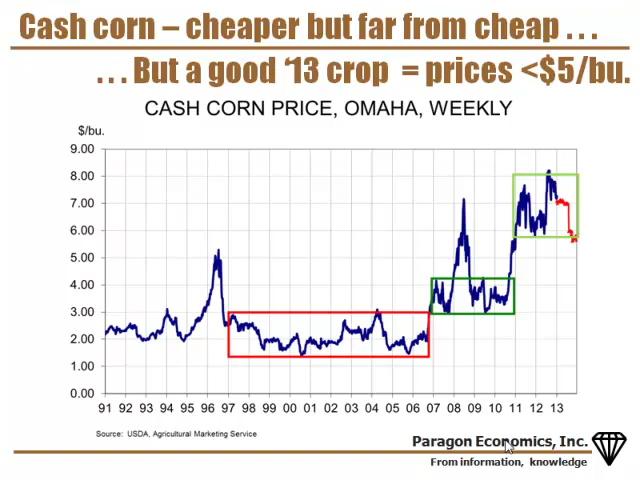 Cash corn – cheaper but far from cheap . . .
. . . But a good ‘13 crop = prices <$5/bu.
CASH CORN PRICE, OMAHA, WEEKLY
$/bu.
9.00
8.00
7.00
6.00
5.00
4.00
3.00
2.00
1.00
0.00
91 92 93 94 95 96 97 98 99 00 01 02 03 04 05 06 07 08 09 10 11 12 13
Source: USDA, Agricultural Marketing Service
Paragon Economics, Inc.
From information, knowledge